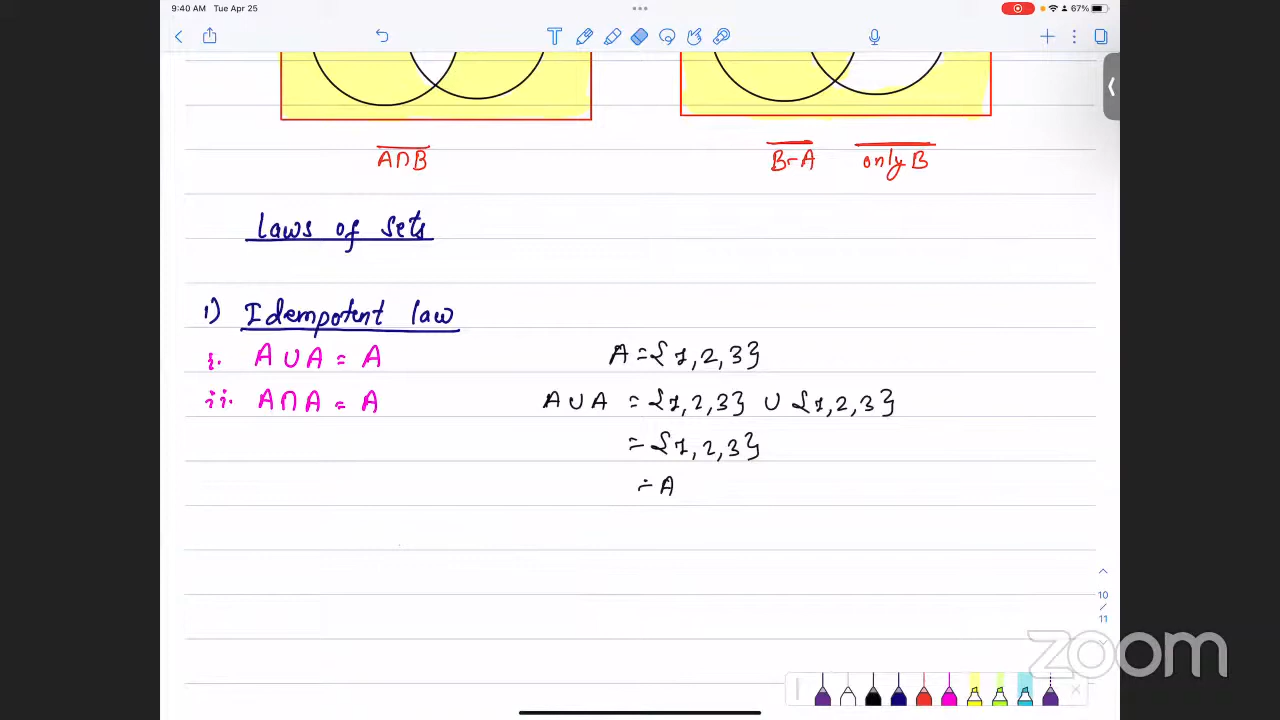 9:40 AM Tue Apr 25
67%
A∩B
B-A only B
Laws of Sets
1) Idempotent law
i. A ∪ A = A
ii. A ∩ A = A
A = {1, 2, 3}
A ∪ A = {1, 2, 3} ∪ {1, 2, 3}
= {1, 2, 3}
= A
10
/
11
zoom